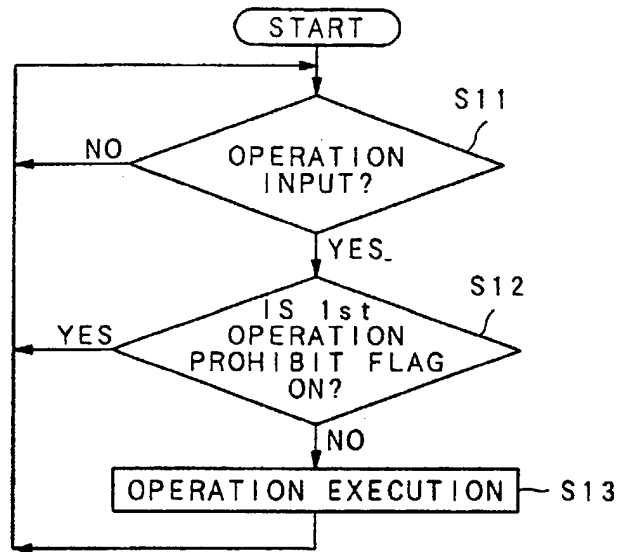 START
S11
NO
OPERATION
INPUT?
YES
S12
IS 1st
YES
OPERATION
PROHIBIT FLAG
ON?
NO
OPERATION EXECUTION
S13